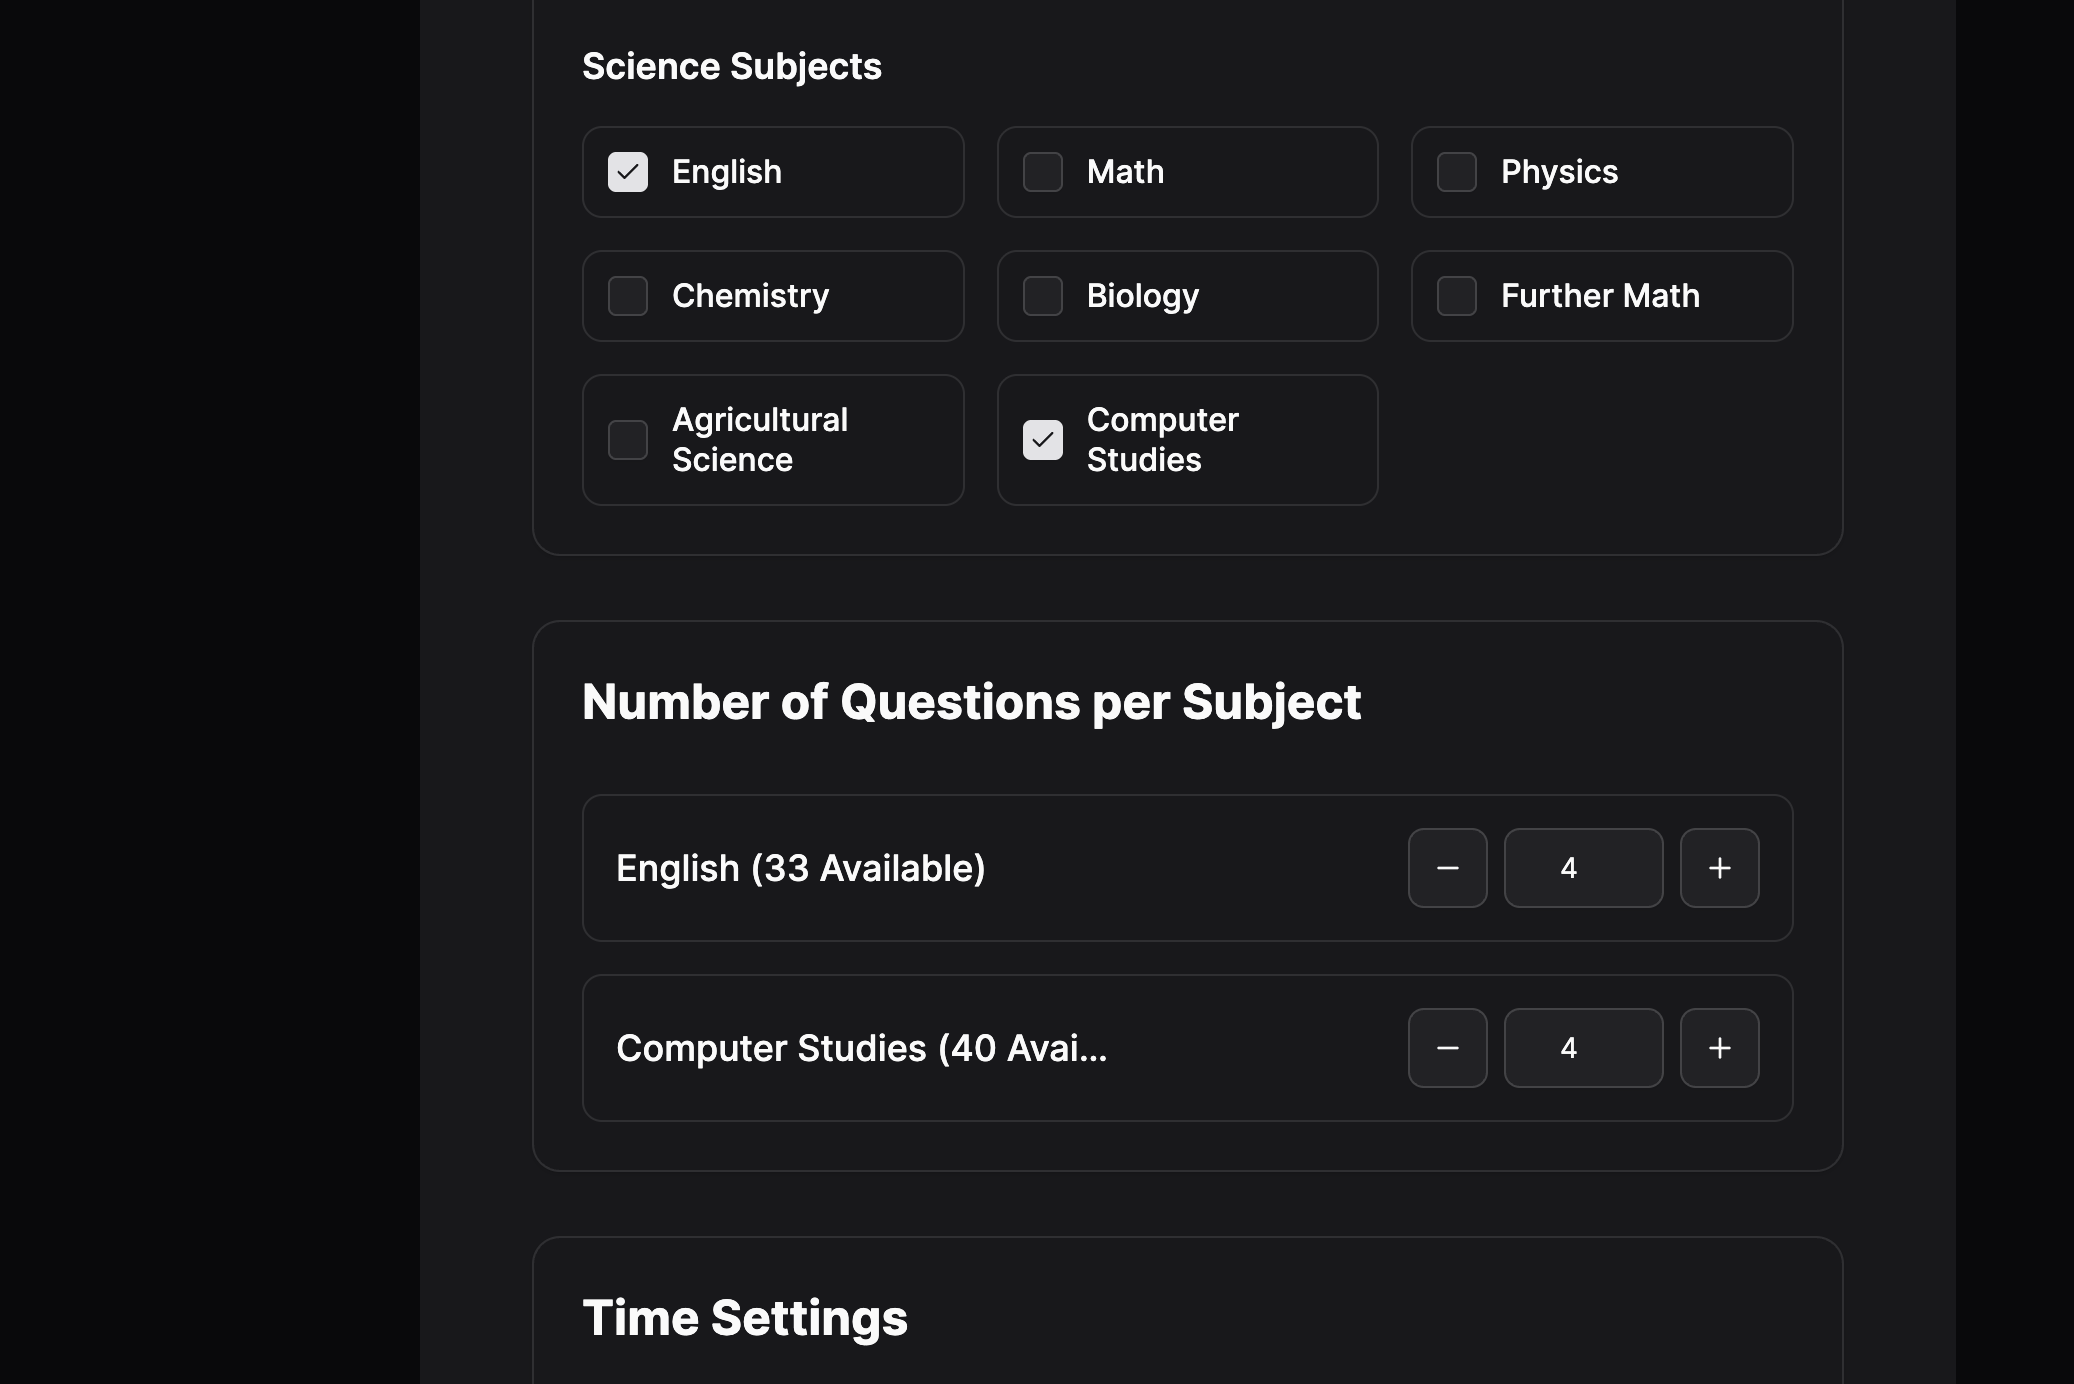 Science Subjects
English
Math
Physics
Chemistry
Biology
Further Math
Agricultural
Science
Computer
Studies
Number of Questions per Subject
English (33 Available)
4
Computer Studies (40 Avai...
4
Time Settings